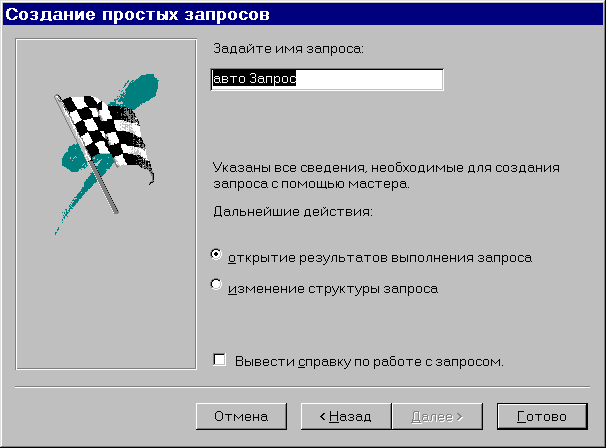 Создание простых запросов
Задайте имя запроса:
авто Запрос
Указаны все сведения, необходимые для создания
запроса с помощью мастера.
Дальнейшие действия:
открытие результатов выполнения запроса
изменение структуры запроса
Вывести справку по работе с запросом.
Отмена
< Назад
Далее >
Готово